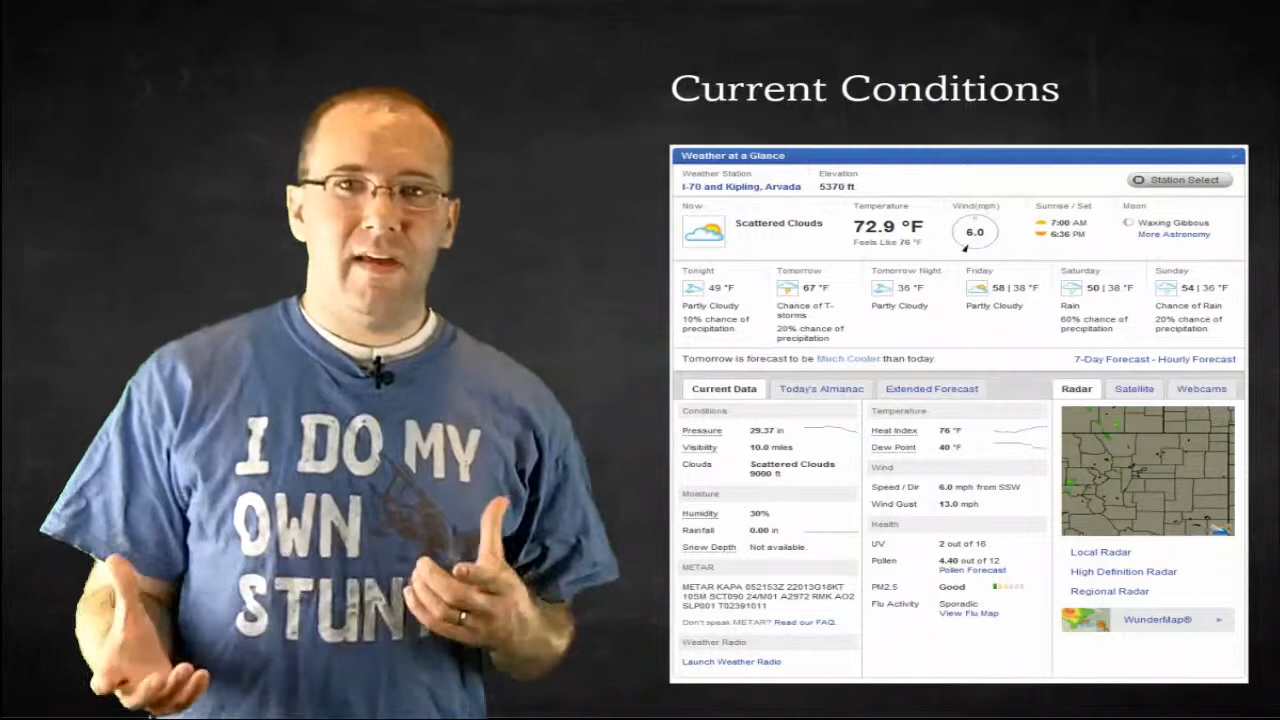 Current Conditions
I DO MY
OWN
STUN
Weather at a Glance
Weather Station
I-70 and Kipling, Arvada
Elevation
5370 ft
Station Select
Now
Scattered Clouds
Temperature
72.9 °F
Feels Like 76 °F
Wind(mph)
6.0
Sunrise / Set
7:00 AM
6:36 PM
Moon
Waxing Gibbous
More Astronomy
Tonight
49 °F
Partly Cloudy
10% chance of
precipitation
Tomorrow
67 °F
Chance of T-
storms
20% chance of
precipitation
Tomorrow Night
36 °F
Partly Cloudy
Friday
58 | 38 °F
Partly Cloudy
Saturday
50 | 38 °F
Rain
60% chance of
precipitation
Sunday
54 | 36 °F
Chance of Rain
20% chance of
precipitation
Tomorrow is forecast to be Much Cooler than today.
7-Day Forecast - Hourly Forecast
Current Data
Today's Almanac
Extended Forecast
Radar
Satellite
Webcams
Conditions
Pressure 29.37 in
Visibility 10.0 miles
Clouds Scattered Clouds
9000 ft
Moisture
Humidity 30%
Rainfall 0.00 in
Snow Depth Not available.
METAR
METAR KAPA 052153Z 22013G18KT
10SM SCT090 24/M01 A2972 RMK AO2
SLP001 T02391011
Don't speak METAR? Read our FAQ.
Weather Radio
Launch Weather Radio
Temperature
Heat Index 76 °F
Dew Point 40 °F
Wind
Speed / Dir 6.0 mph from SSW
Wind Gust 13.0 mph
Health
UV 2 out of 16
Pollen 4.40 out of 12
Pollen Forecast
PM2.5 Good
Flu Activity Sporadic
View Flu Map
Local Radar
High Definition Radar
Regional Radar
WunderMap®